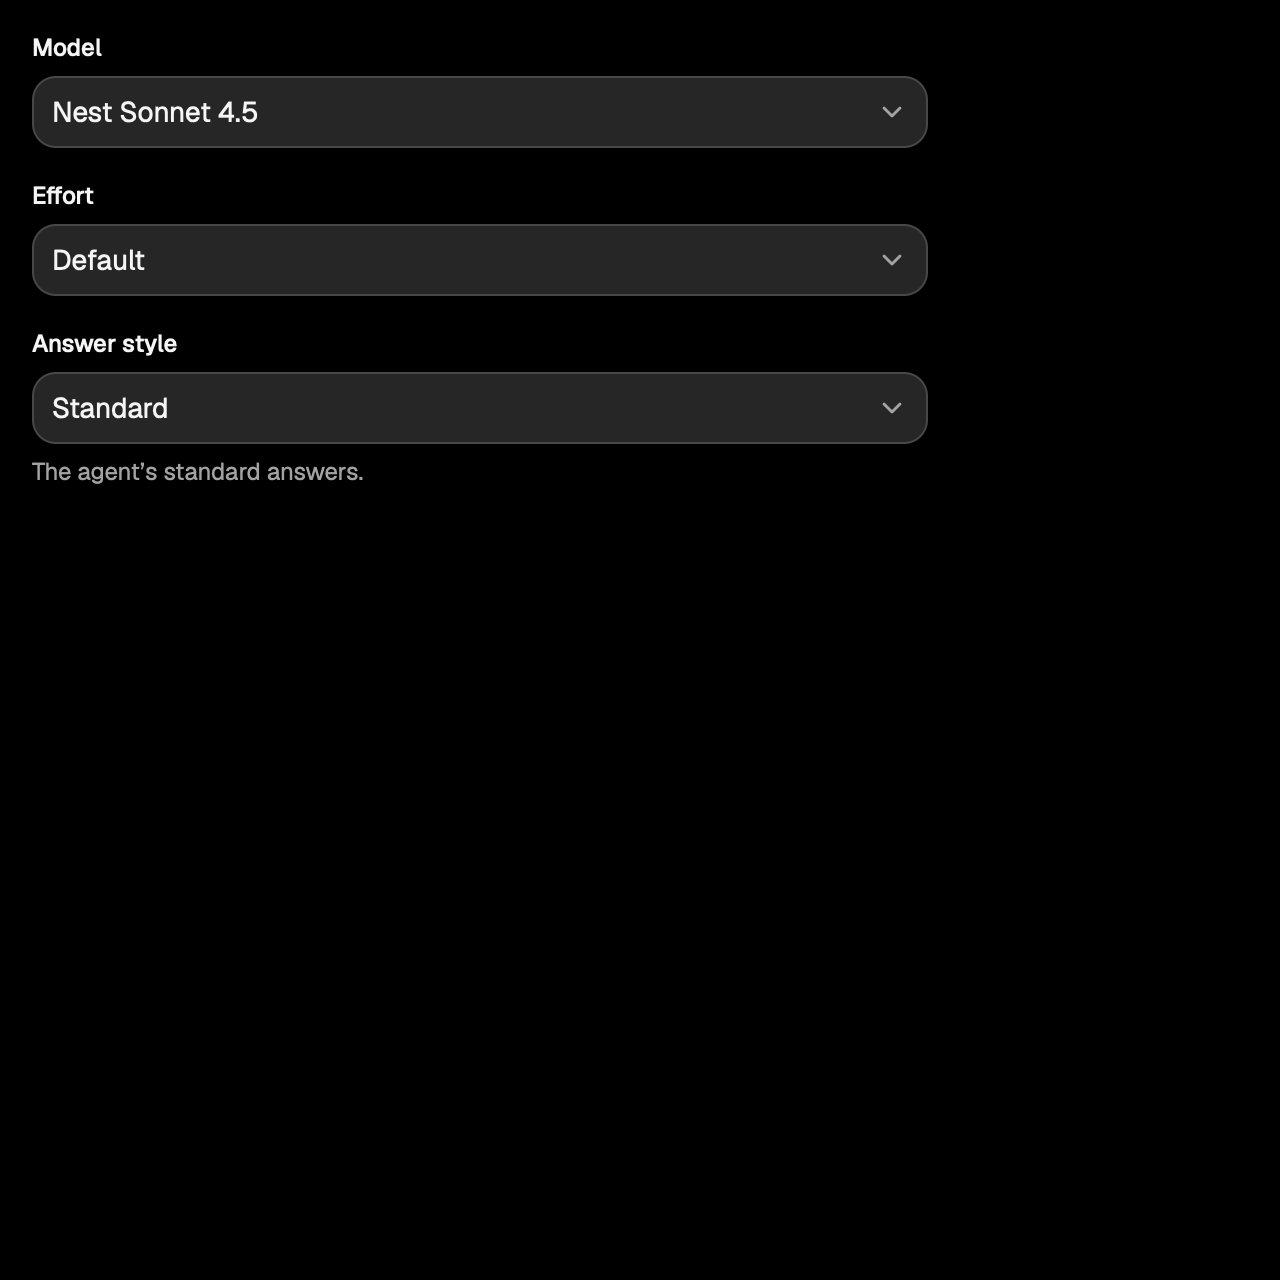 Model
Nest Sonnet 4.5
Effort
Default
Answer style
Standard
The agent’s standard answers.